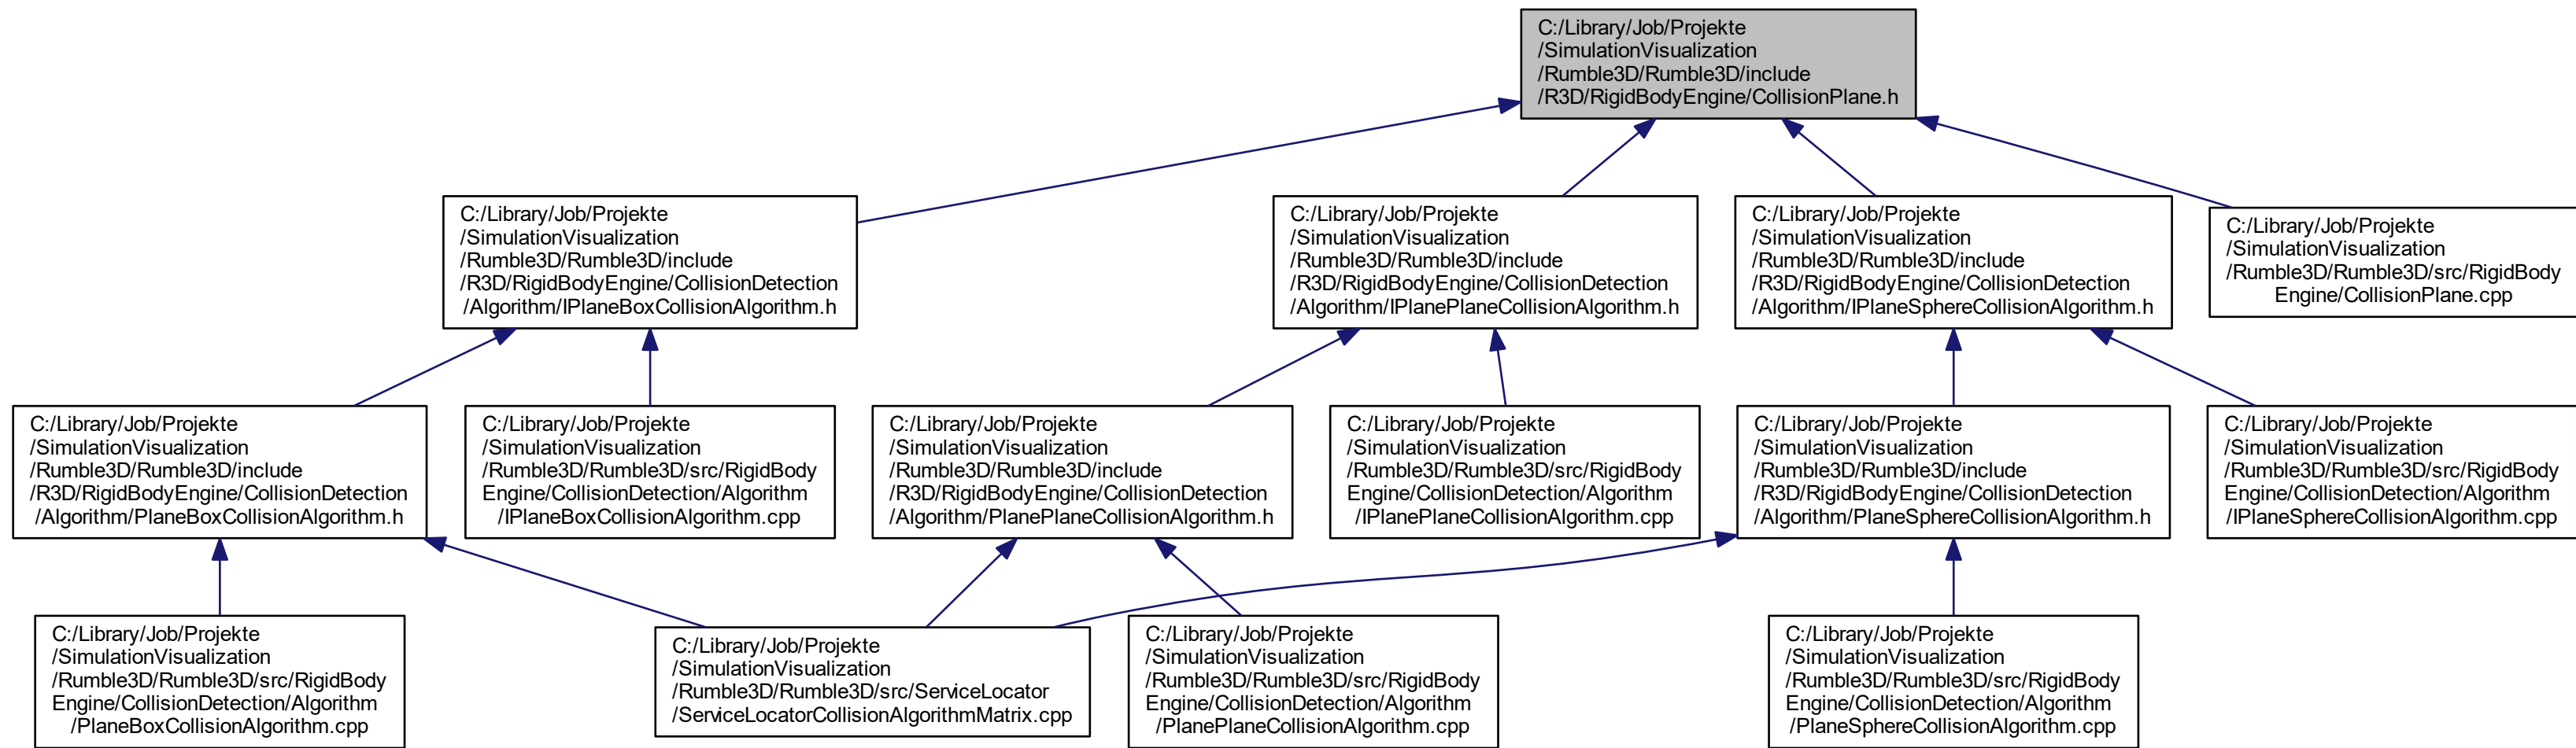 C:/Library/Job/Projekte
/SimulationVisualization
/Rumble3D/Rumble3D/include
/R3D/RigidBodyEngine/CollisionPlane.h
C:/Library/Job/Projekte
/SimulationVisualization
/Rumble3D/Rumble3D/include
/R3D/RigidBodyEngine/CollisionDetection
/Algorithm/IPlaneBoxCollisionAlgorithm.h
C:/Library/Job/Projekte
/SimulationVisualization
/Rumble3D/Rumble3D/include
/R3D/RigidBodyEngine/CollisionDetection
/Algorithm/IPlanePlaneCollisionAlgorithm.h
C:/Library/Job/Projekte
/SimulationVisualization
/Rumble3D/Rumble3D/include
/R3D/RigidBodyEngine/CollisionDetection
/Algorithm/IPlaneSphereCollisionAlgorithm.h
C:/Library/Job/Projekte
/SimulationVisualization
/Rumble3D/Rumble3D/src/RigidBody
Engine/CollisionPlane.cpp
C:/Library/Job/Projekte
/SimulationVisualization
/Rumble3D/Rumble3D/include
/R3D/RigidBodyEngine/CollisionDetection
/Algorithm/PlaneBoxCollisionAlgorithm.h
C:/Library/Job/Projekte
/SimulationVisualization
/Rumble3D/Rumble3D/src/RigidBody
Engine/CollisionDetection/Algorithm
/IPlaneBoxCollisionAlgorithm.cpp
C:/Library/Job/Projekte
/SimulationVisualization
/Rumble3D/Rumble3D/include
/R3D/RigidBodyEngine/CollisionDetection
/Algorithm/PlanePlaneCollisionAlgorithm.h
C:/Library/Job/Projekte
/SimulationVisualization
/Rumble3D/Rumble3D/src/RigidBody
Engine/CollisionDetection/Algorithm
/IPlanePlaneCollisionAlgorithm.cpp
C:/Library/Job/Projekte
/SimulationVisualization
/Rumble3D/Rumble3D/include
/R3D/RigidBodyEngine/CollisionDetection
/Algorithm/PlaneSphereCollisionAlgorithm.h
C:/Library/Job/Projekte
/SimulationVisualization
/Rumble3D/Rumble3D/src/RigidBody
Engine/CollisionDetection/Algorithm
/IPlaneSphereCollisionAlgorithm.cpp
C:/Library/Job/Projekte
/SimulationVisualization
/Rumble3D/Rumble3D/src/RigidBody
Engine/CollisionDetection/Algorithm
/PlaneBoxCollisionAlgorithm.cpp
C:/Library/Job/Projekte
/SimulationVisualization
/Rumble3D/Rumble3D/src/ServiceLocator
/ServiceLocatorCollisionAlgorithmMatrix.cpp
C:/Library/Job/Projekte
/SimulationVisualization
/Rumble3D/Rumble3D/src/RigidBody
Engine/CollisionDetection/Algorithm
/PlanePlaneCollisionAlgorithm.cpp
C:/Library/Job/Projekte
/SimulationVisualization
/Rumble3D/Rumble3D/src/RigidBody
Engine/CollisionDetection/Algorithm
/PlaneSphereCollisionAlgorithm.cpp